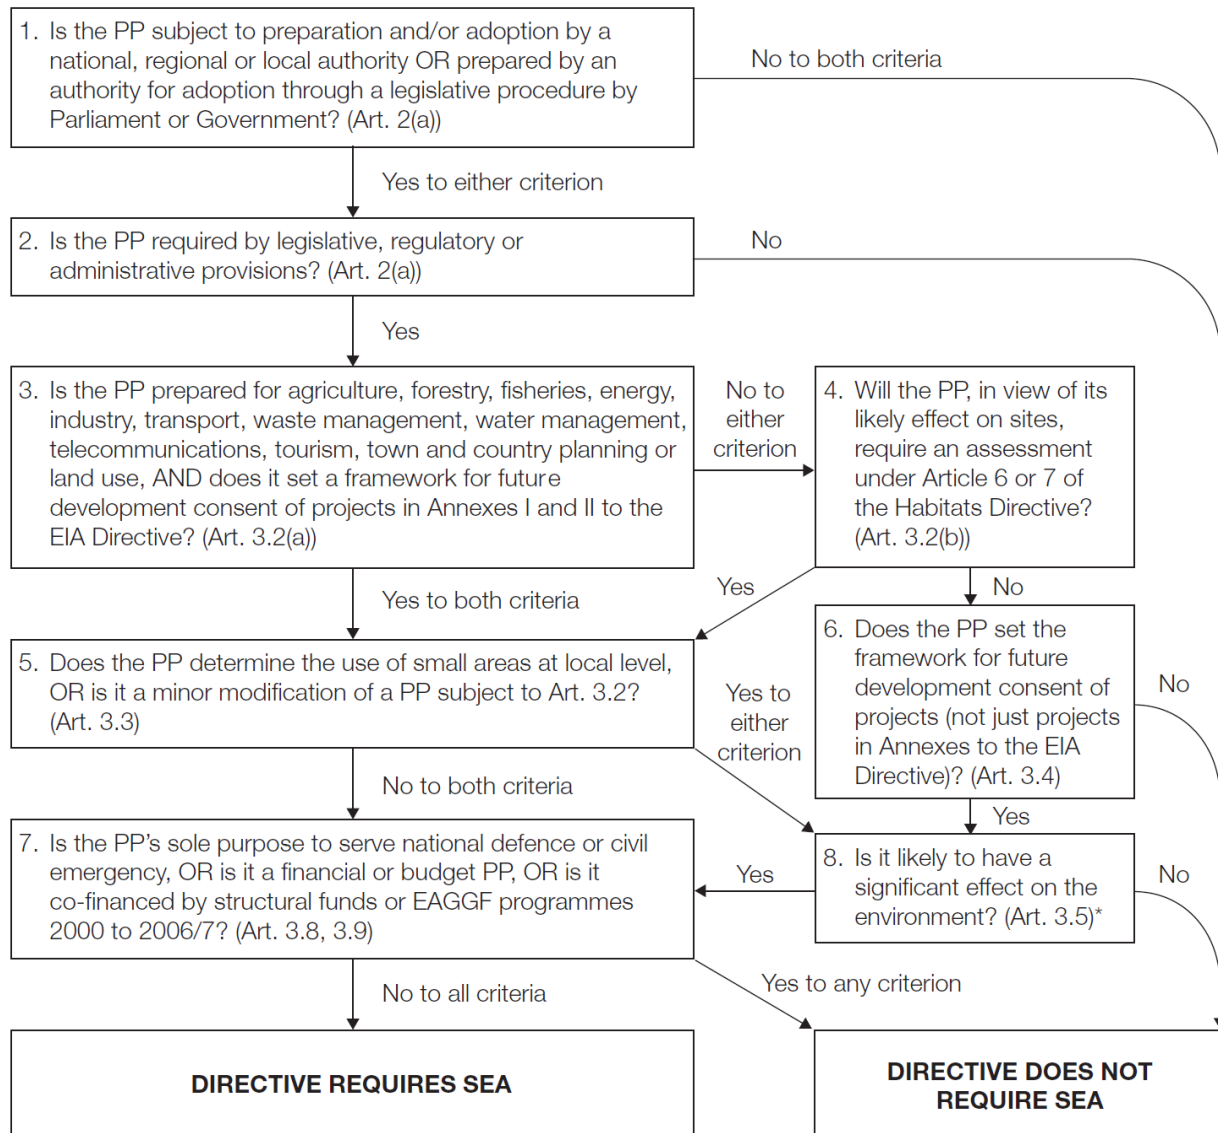 1. Is the PP subject to preparation and/or adoption by a
national, regional or local authority OR prepared by an
authority for adoption through a legislative procedure by
Parliament or Government? (Art. 2(a))
No to both criteria
Yes to either criterion
2. Is the PP required by legislative, regulatory or
administrative provisions? (Art. 2(a))
No
Yes
3. Is the PP prepared for agriculture, forestry, fisheries, energy,
industry, transport, waste management, water management,
telecommunications, tourism, town and country planning or
land use, AND does it set a framework for future
development consent of projects in Annexes I and II to the
EIA Directive? (Art. 3.2(a))
No to
either
criterion
4. Will the PP, in view of its
likely effect on sites,
require an assessment
under Article 6 or 7 of
the Habitats Directive?
(Art. 3.2(b))
Yes to both criteria
Yes
No
5. Does the PP determine the use of small areas at local level,
OR is it a minor modification of a PP subject to Art. 3.2?
(Art. 3.3)
Yes to
either
criterion
6. Does the PP set the
framework for future
development consent of
projects (not just projects
in Annexes to the EIA
Directive)? (Art. 3.4)
No
No to both criteria
Yes
7. Is the PP’s sole purpose to serve national defence or civil
emergency, OR is it a financial or budget PP, OR is it
co-financed by structural funds or EAGGF programmes
2000 to 2006/7? (Art. 3.8, 3.9)
Yes
8. Is it likely to have a
significant effect on the
environment? (Art. 3.5)*
No
No to all criteria
Yes to any criterion
DIRECTIVE REQUIRES SEA
DIRECTIVE DOES NOT
REQUIRE SEA